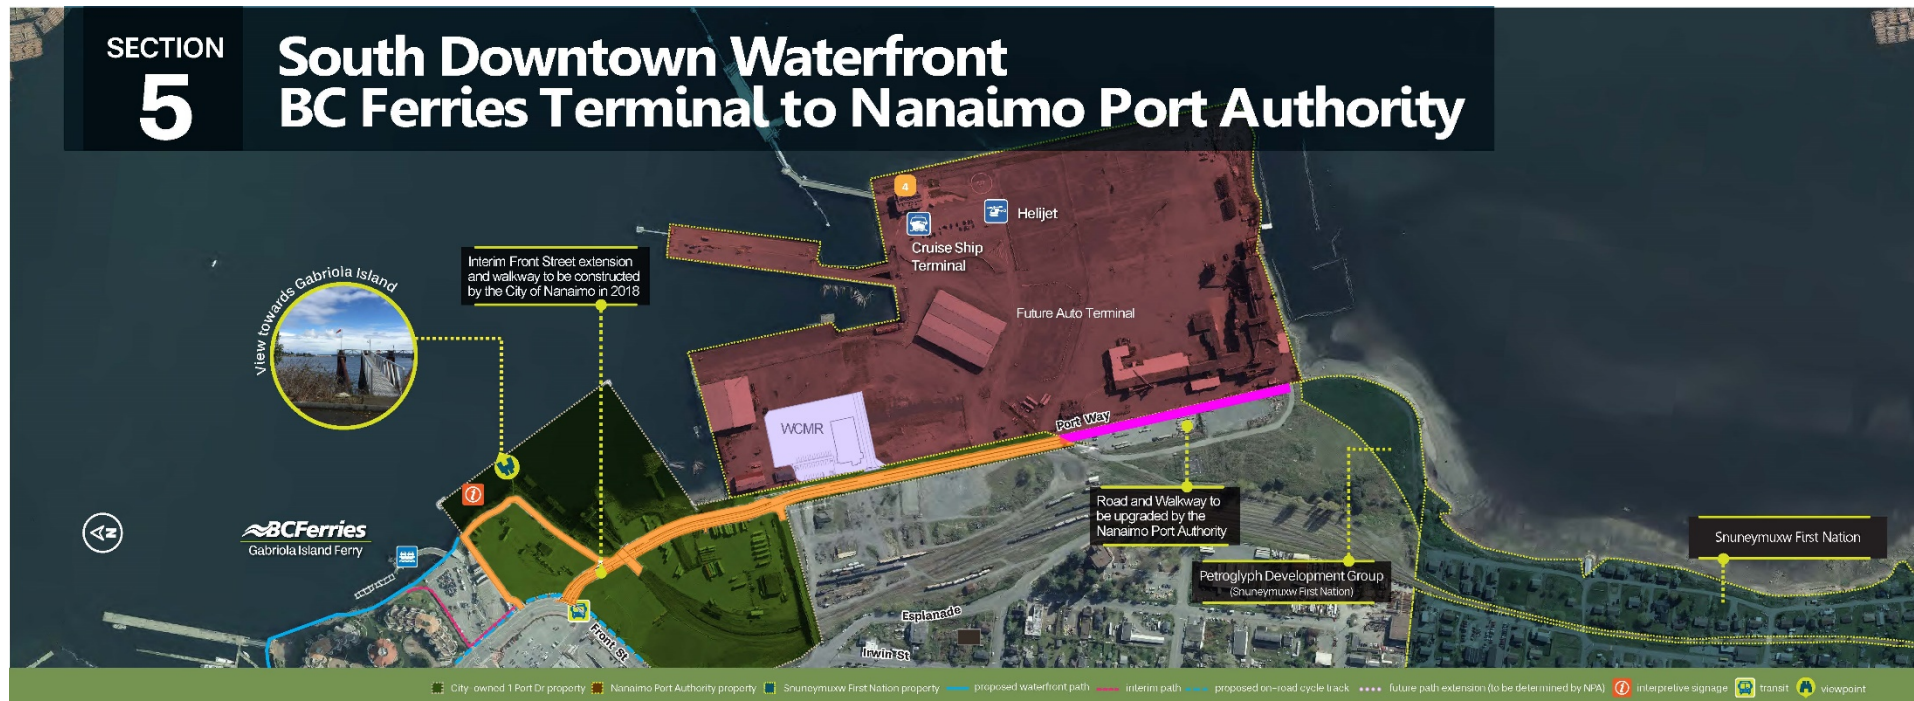 SECTION
5
South Downtown Waterfront
BC Ferries Terminal to Nanaimo Port Authority
4
Helijet
Cruise Ship
Terminal
Interim Front Street extension
and walkway to be constructed
by the City of Nanaimo in 2018
View towards Gabriola Island
Future Auto Terminal
WCMR
Port Way
Road and Walkway to
be upgraded by the
Nanaimo Port Authority
N
BCFerries
Gabriola Island Ferry
Snuneymuxw First Nation
Petroglyph Development Group
(Snuneymuxw First Nation)
Esplanade
Front St
Irwin St
City-owned 1 Port Dr property
Nanaimo Port Authority property
Snuneymuxw First Nation property
proposed waterfront path
interim path
proposed on-road cycle track
future path extension (to be determined by NPA)
interpretive signage
transit
viewpoint